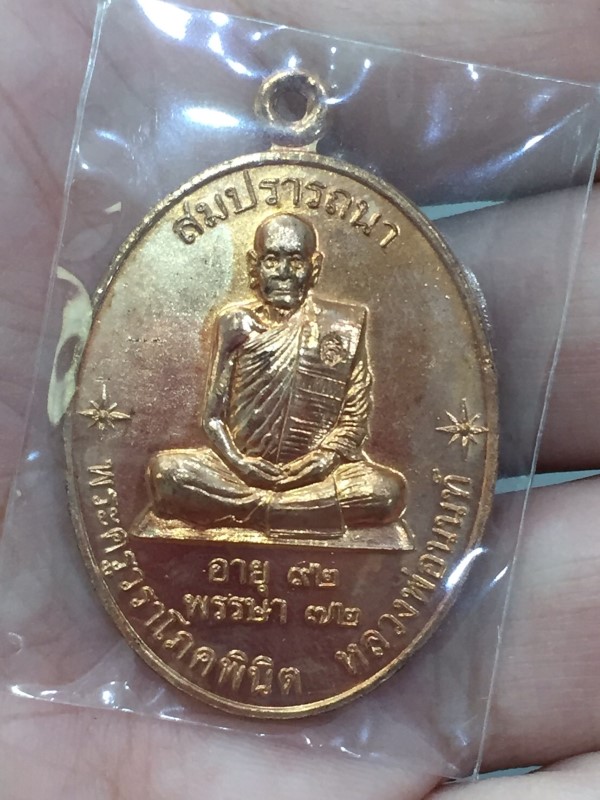 สมปรารถนา
อายุ ๙๒
พรรษา ๗๒
พระครูวราโภคพินิต หลวงพ่อนนท์